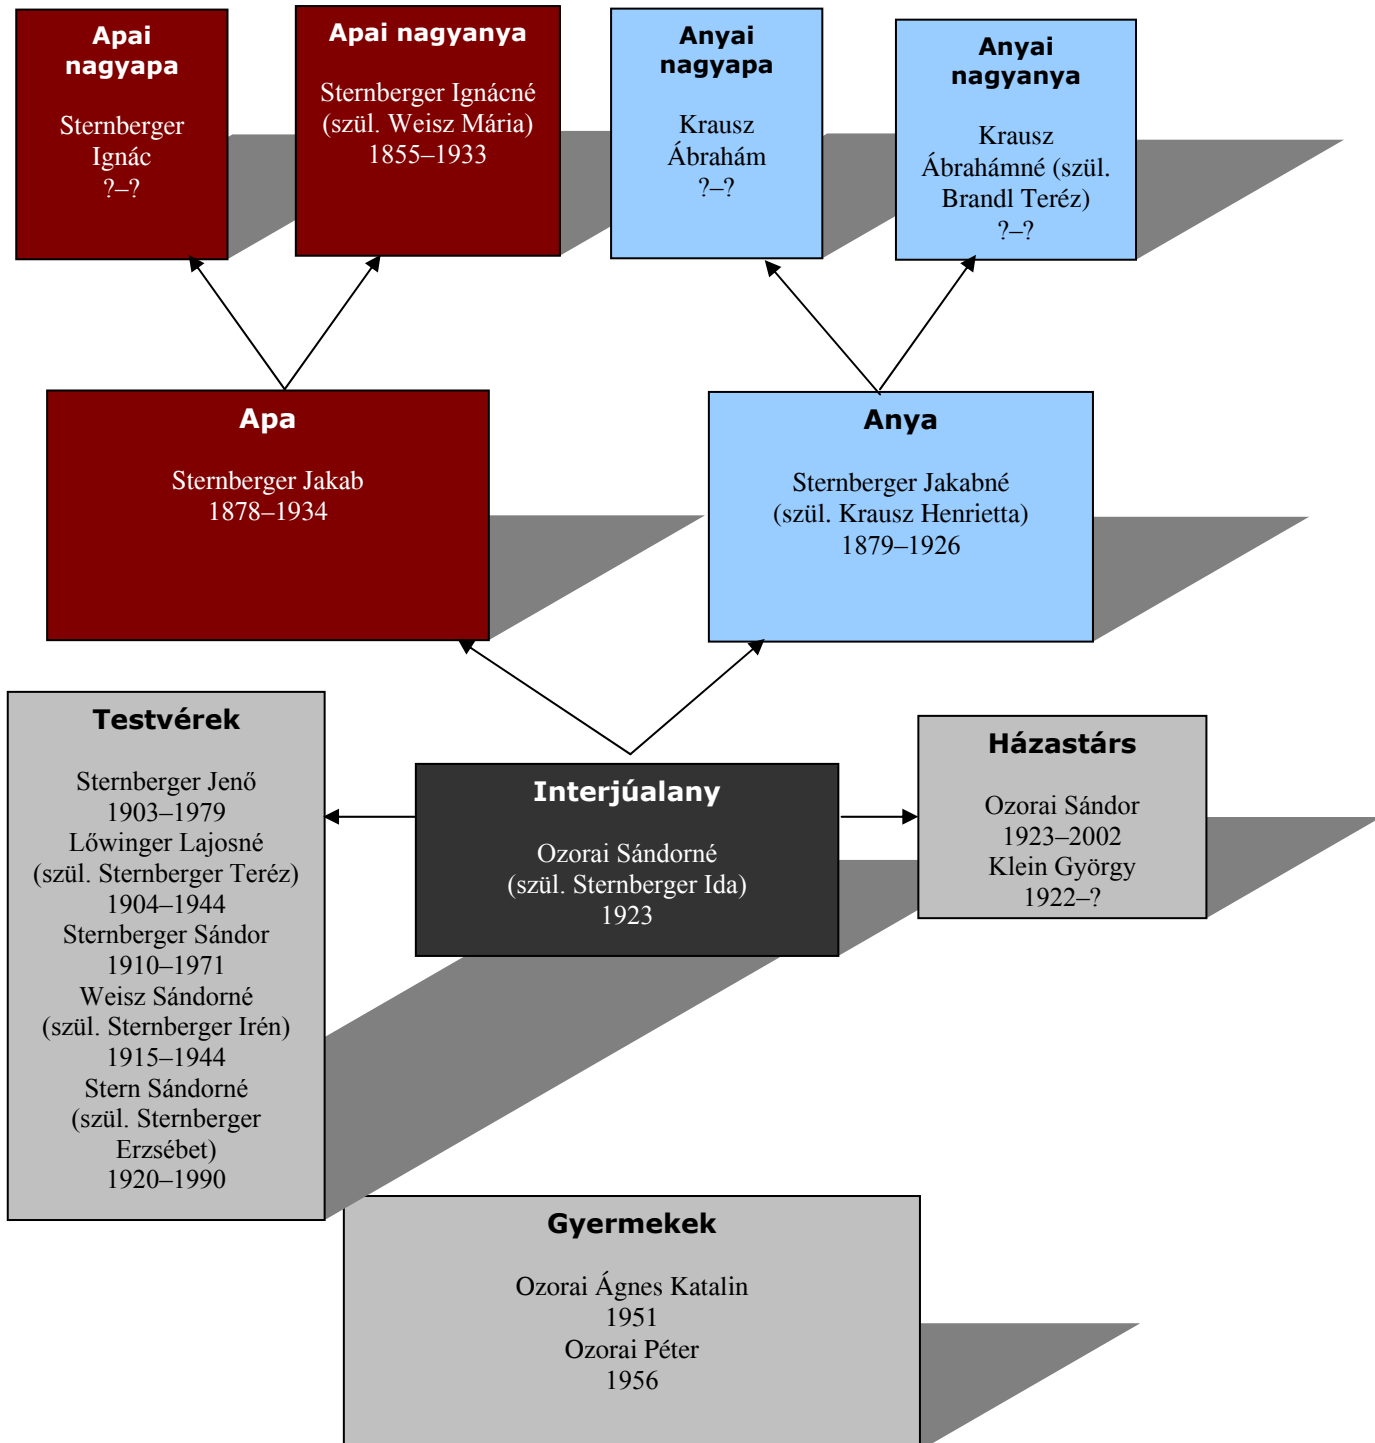 Apai
nagyapa
Sternberger
Ignác
?–?
Apai nagyanya
Sternberger Ignácné
(szül. Weisz Mária)
1855–1933
Anyai
nagyapa
Krausz
Ábrahám
?–?
Anyai
nagyanya
Krausz
Ábrahámné (szül.
Brandl Teréz)
?–?
Apa
Sternberger Jakab
1878–1934
Anya
Sternberger Jakabné
(szül. Krausz Henrietta)
1879–1926
Testvérek
Sternberger Jenő
1903–1979
Lőwinger Lajosné
(szül. Sternberger Teréz)
1904–1944
Sternberger Sándor
1910–1971
Weisz Sándorné
(szül. Sternberger Irén)
1915–1944
Stern Sándorné
(szül. Sternberger
Erzsébet)
1920–1990
Interjúalany
Ozorai Sándorné
(szül. Sternberger Ida)
1923
Házastárs
Ozorai Sándor
1923–2002
Klein György
1922–?
Gyermekek
Ozorai Ágnes Katalin
1951
Ozorai Péter
1956